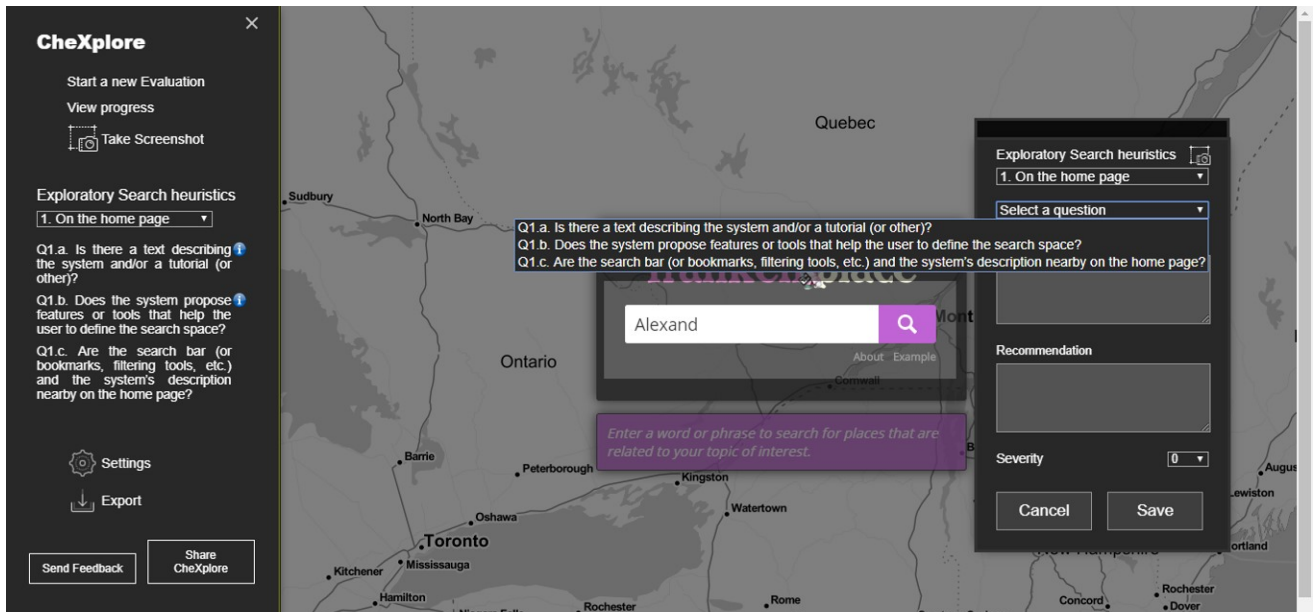 CheXplore
Start a new Evaluation
View progress
Take Screenshot
Exploratory Search heuristics
1. On the home page
Q1.a. Is there a text describing
the system and/or a tutorial (or
other)?
Q1.b. Does the system propose
features or tools that help the
user to define the search space?
Q1.c. Are the search bar (or
bookmarks, filtering tools, etc.)
and the system's description
nearby on the home page?
Settings
Export
Send Feedback
Share
CheXplore
Quebec
Sudbury
North Bay
Ontario
Alexand
About Example
Cornwall
Mont
Enter a word or phrase to search for places that are
related to your topic of interest.
Barrie
Peterborough
Kingston
Watertown
Oshawa
Toronto
Mississauga
Kitchener
Hamilton
Rochester
Rome
Exploratory Search heuristics
1. On the home page
Select a question
Q1.a. Is there a text describing the system and/or a tutorial (or other)?
Q1.b. Does the system propose features or tools that help the user to define the search space?
Q1.c. Are the search bar (or bookmarks, filtering tools, etc.) and the system's description nearby on the home page?
Recommendation
Severity
0
Cancel
Save
Augus
ewiston
ortland
Rochester
Concord
Dover